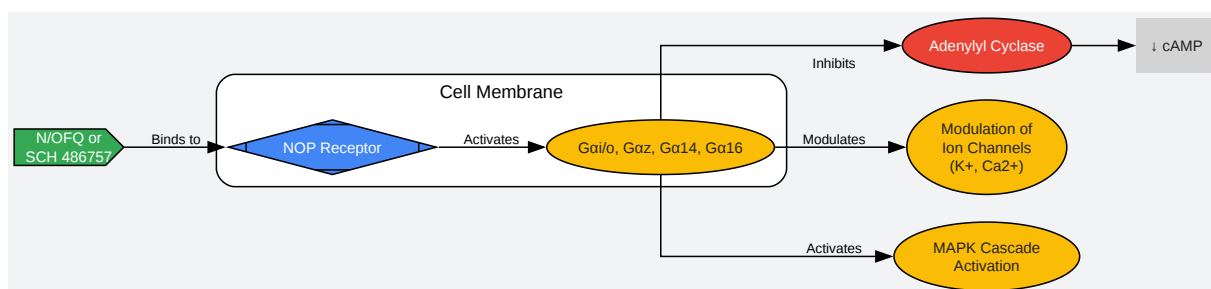 Cell Membrane
N/OFQ or
SCH 486757
Binds to
NOP Receptor
Activates
Gαi/o, Gαz, Gα14, Gα16
Inhibits
Adenylyl Cyclase
↓ cAMP
Modulates
Modulation of
Ion Channels
(K+, Ca2+)
Activates
MAPK Cascade
Activation